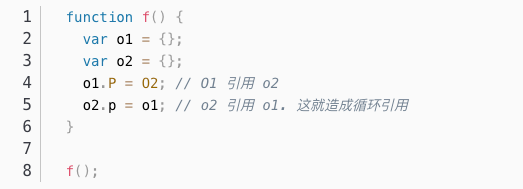 1 function f() {
2 var o1 = {};
3 var o2 = {};
4 o1.P = O2; // O1 引用 o2
5 o2.p = o1; // o2 引用 o1. 这就造成循环引用
6 }
7
8 f();